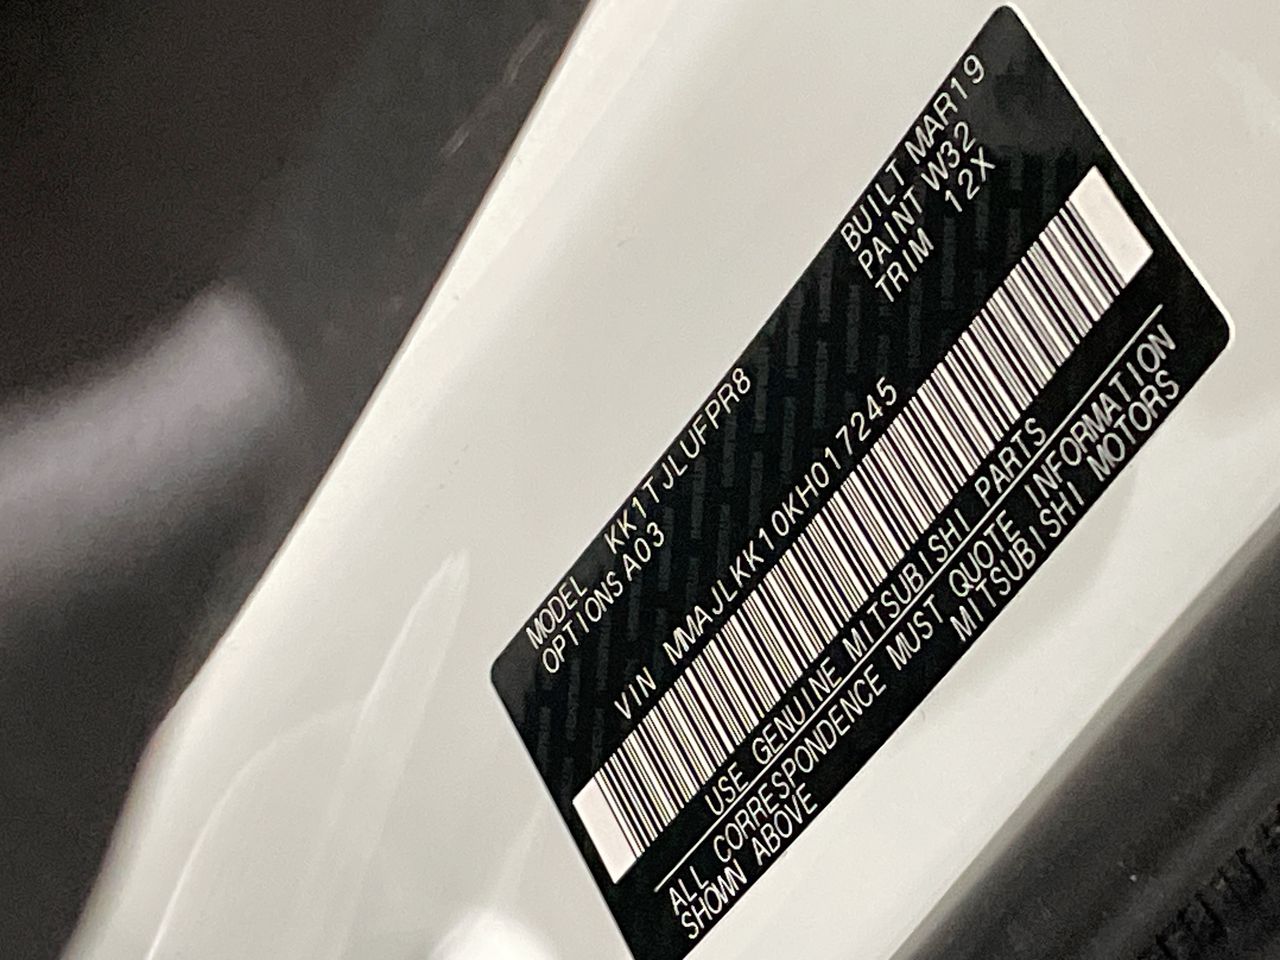 MODEL KK1TJLUFPR8 BUILT MAR19
OPTIONS A03 PAINT W32
TRIM 12X
VIN MMAJLKK10KH017245
USE GENUINE MITSUBISHI PARTS
ALL CORRESPONDENCE MUST QUOTE INFORMATION
SHOWN ABOVE MITSUBISHI MOTORS